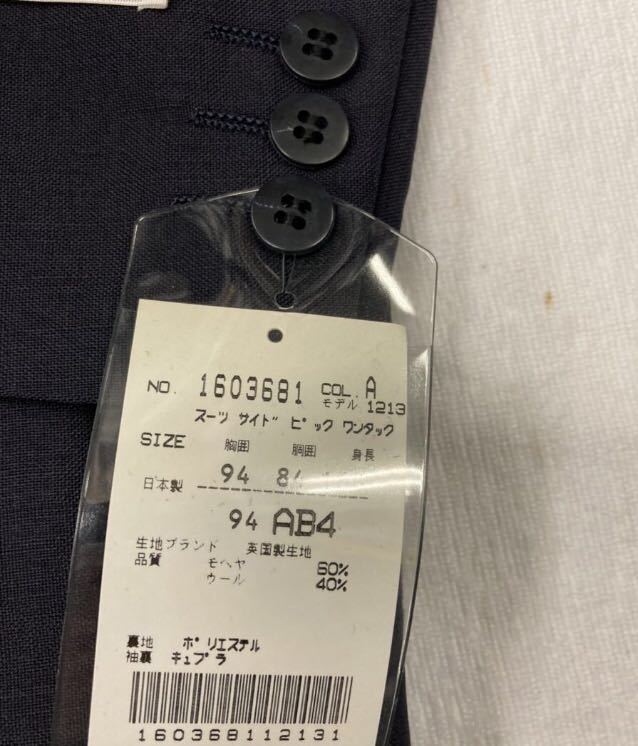 NO. 1603681 COL. A
モデル 1213
スーツ サイド ピック ワンタック
SIZE 胸囲 胴囲 身長
日本製 94 84
94 AB4
生地ブランド 英国製生地
品質 モヘヤ 60%
ウール 40%
裏地 ポリエステル
袖裏 キュプラ
160368112131